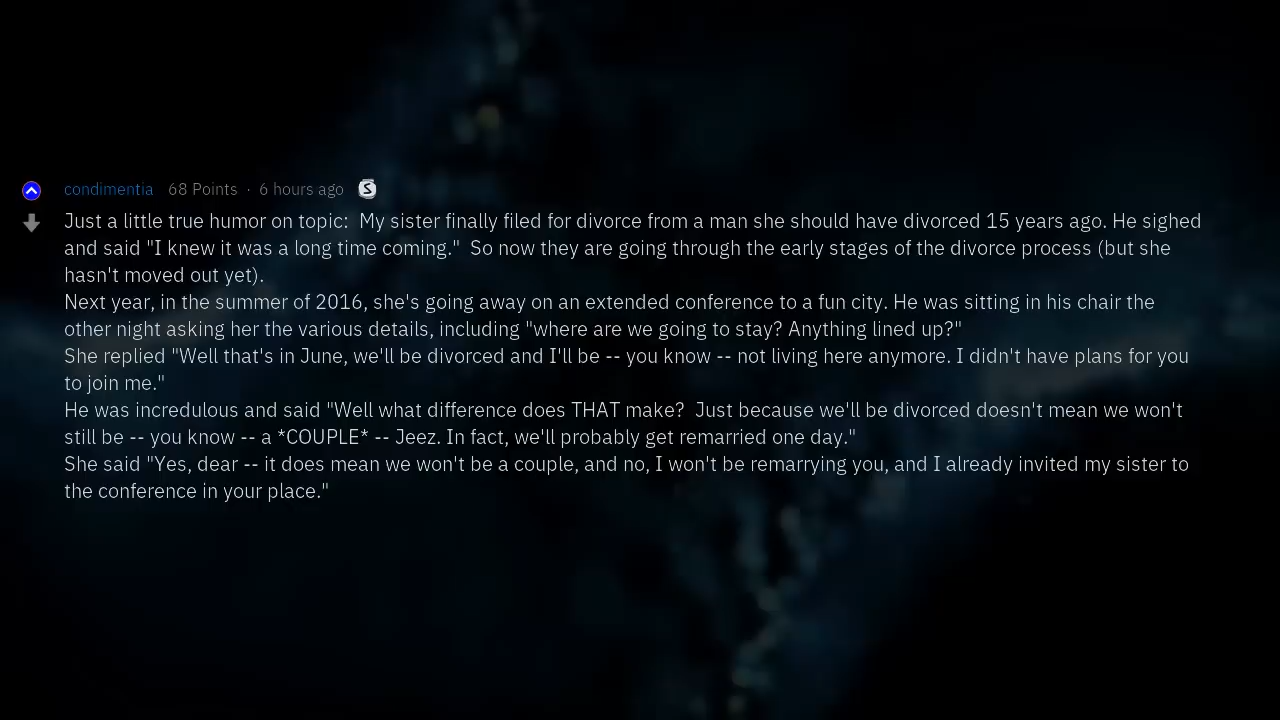 condimentia 68 Points · 6 hours ago S
Just a little true humor on topic:  My sister finally filed for divorce from a man she should have divorced 15 years ago. He sighed
and said "I knew it was a long time coming."  So now they are going through the early stages of the divorce process (but she
hasn't moved out yet).
Next year, in the summer of 2016, she's going away on an extended conference to a fun city. He was sitting in his chair the
other night asking her the various details, including "where are we going to stay? Anything lined up?"
She replied "Well that's in June, we'll be divorced and I'll be -- you know -- not living here anymore. I didn't have plans for you
to join me."
He was incredulous and said "Well what difference does THAT make?  Just because we'll be divorced doesn't mean we won't
still be -- you know -- a *COUPLE* -- Jeez. In fact, we'll probably get remarried one day."
She said "Yes, dear -- it does mean we won't be a couple, and no, I won't be remarrying you, and I already invited my sister to
the conference in your place."